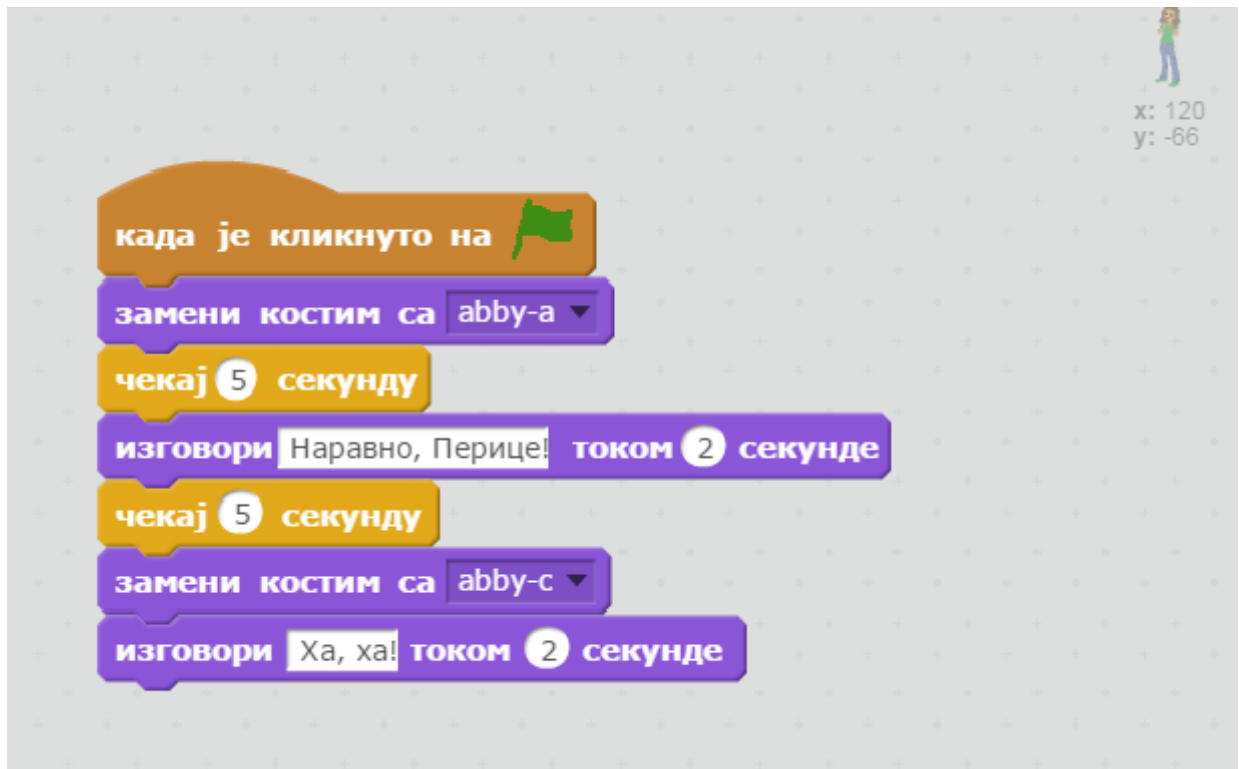 x: 120
y: -66
када је кликнуто на
замени костим са abby-a
чекај 5 секунду
изговори Наравно, Перице! током 2 секунде
чекај 5 секунду
замени костим са abby-c
изговори Ха, ха! током 2 секунде